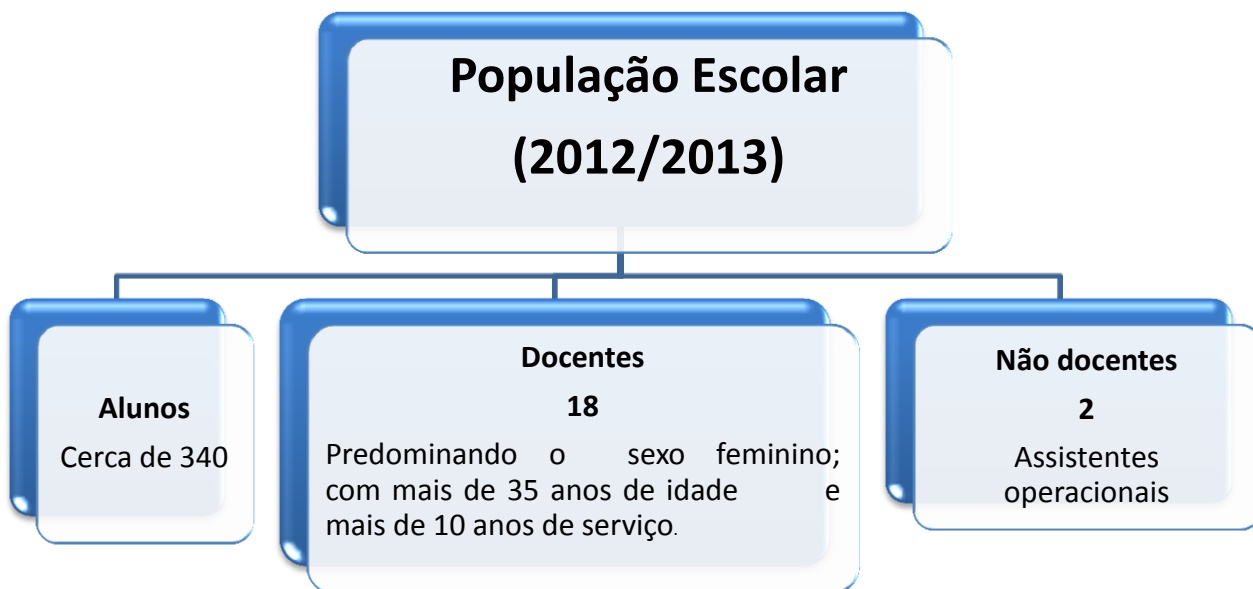 População Escolar
(2012/2013)
Alunos
Cerca de 340
Docentes
18
Predominando o sexo feminino;
com mais de 35 anos de idade e
mais de 10 anos de serviço.
Não docentes
2
Assistentes
operacionais